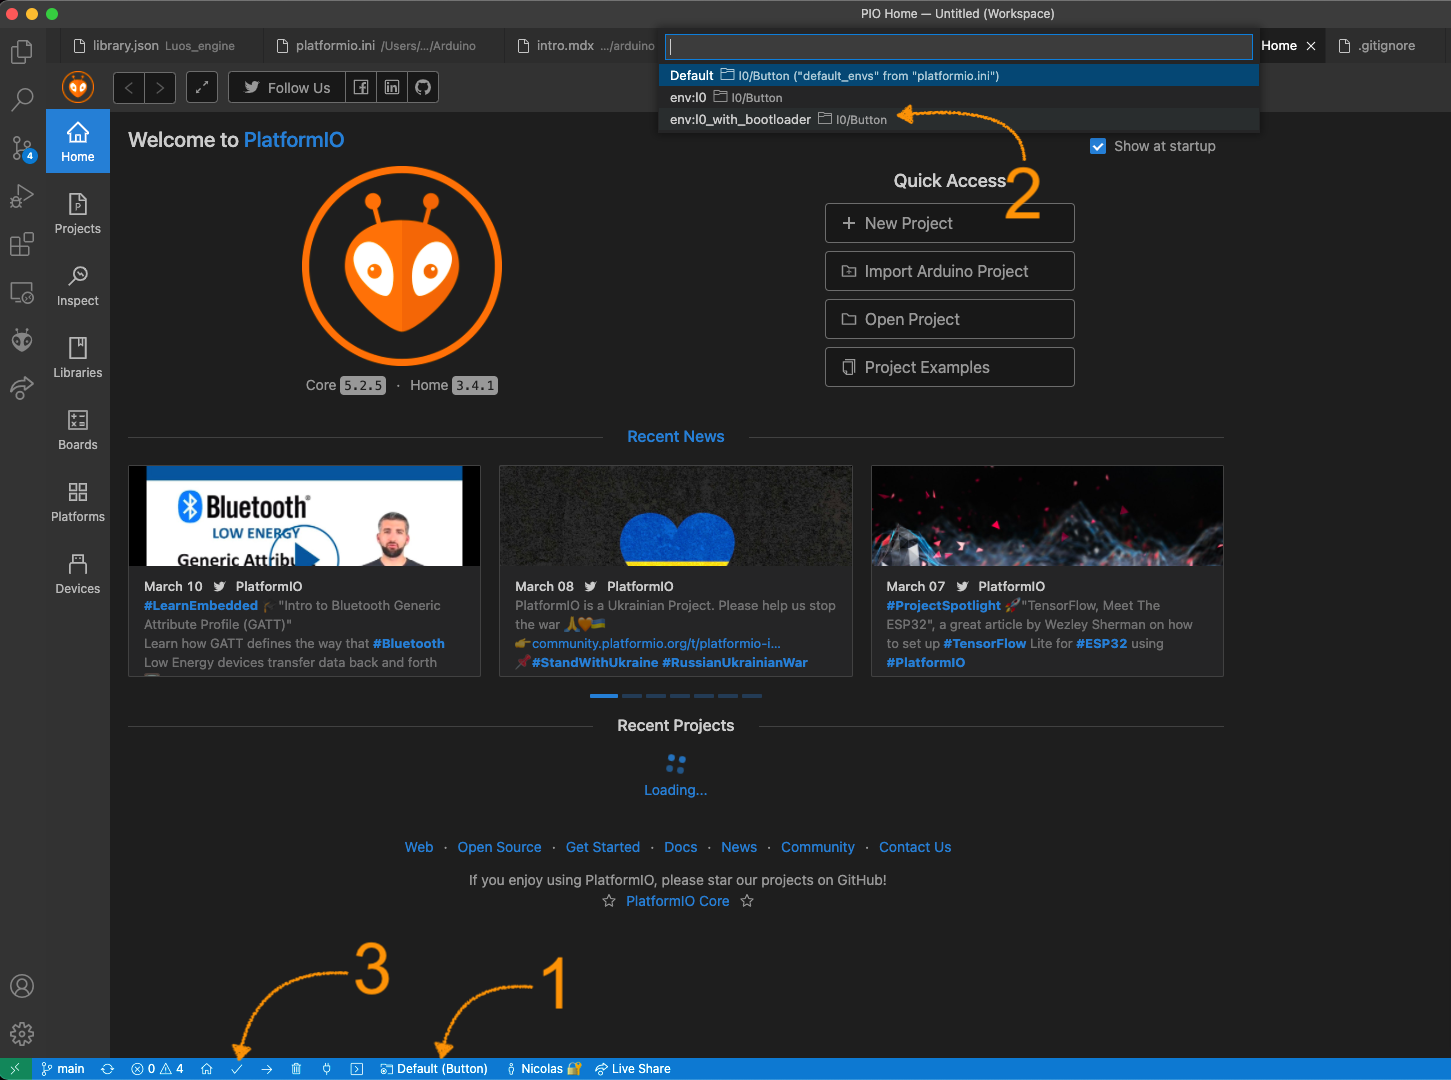 PIO Home — Untitled (Workspace)
library.json Luos_engine
platformio.ini /Users/.../Arduino
intro.mdx .../arduino
Home
.gitignore
Default l0/Button ("default_envs" from "platformio.ini")
env:l0 l0/Button
env:l0_with_bootloader l0/Button
2
Follow Us
4
Home
Projects
Inspect
Libraries
Boards
Platforms
Devices
Welcome to PlatformIO
Show at startup
Core 5.2.5 · Home 3.4.1
Quick Access
New Project
Import Arduino Project
Open Project
Project Examples
Recent News
Bluetooth®
LOW ENERGY
March 10 PlatformIO
#LearnEmbedded 🎓"Intro to Bluetooth Generic
Attribute Profile (GATT)"
Learn how GATT defines the way that #Bluetooth
Low Energy devices transfer data back and forth
March 08 PlatformIO
PlatformIO is a Ukrainian Project. Please help us stop
the war 🙏🧡🇺🇦
👉community.platformio.org/t/platformio-i...
📌#StandWithUkraine #RussianUkrainianWar
March 07 PlatformIO
#ProjectSpotlight 🚀"TensorFlow, Meet The
ESP32", a great article by Wezley Sherman on how
to set up #TensorFlow Lite for #ESP32 using
#PlatformIO
Recent Projects
Loading...
Web · Open Source · Get Started · Docs · News · Community · Contact Us
If you enjoy using PlatformIO, please star our projects on GitHub!
PlatformIO Core
3
1
main 0 4 Default (Button) Nicolas Live Share